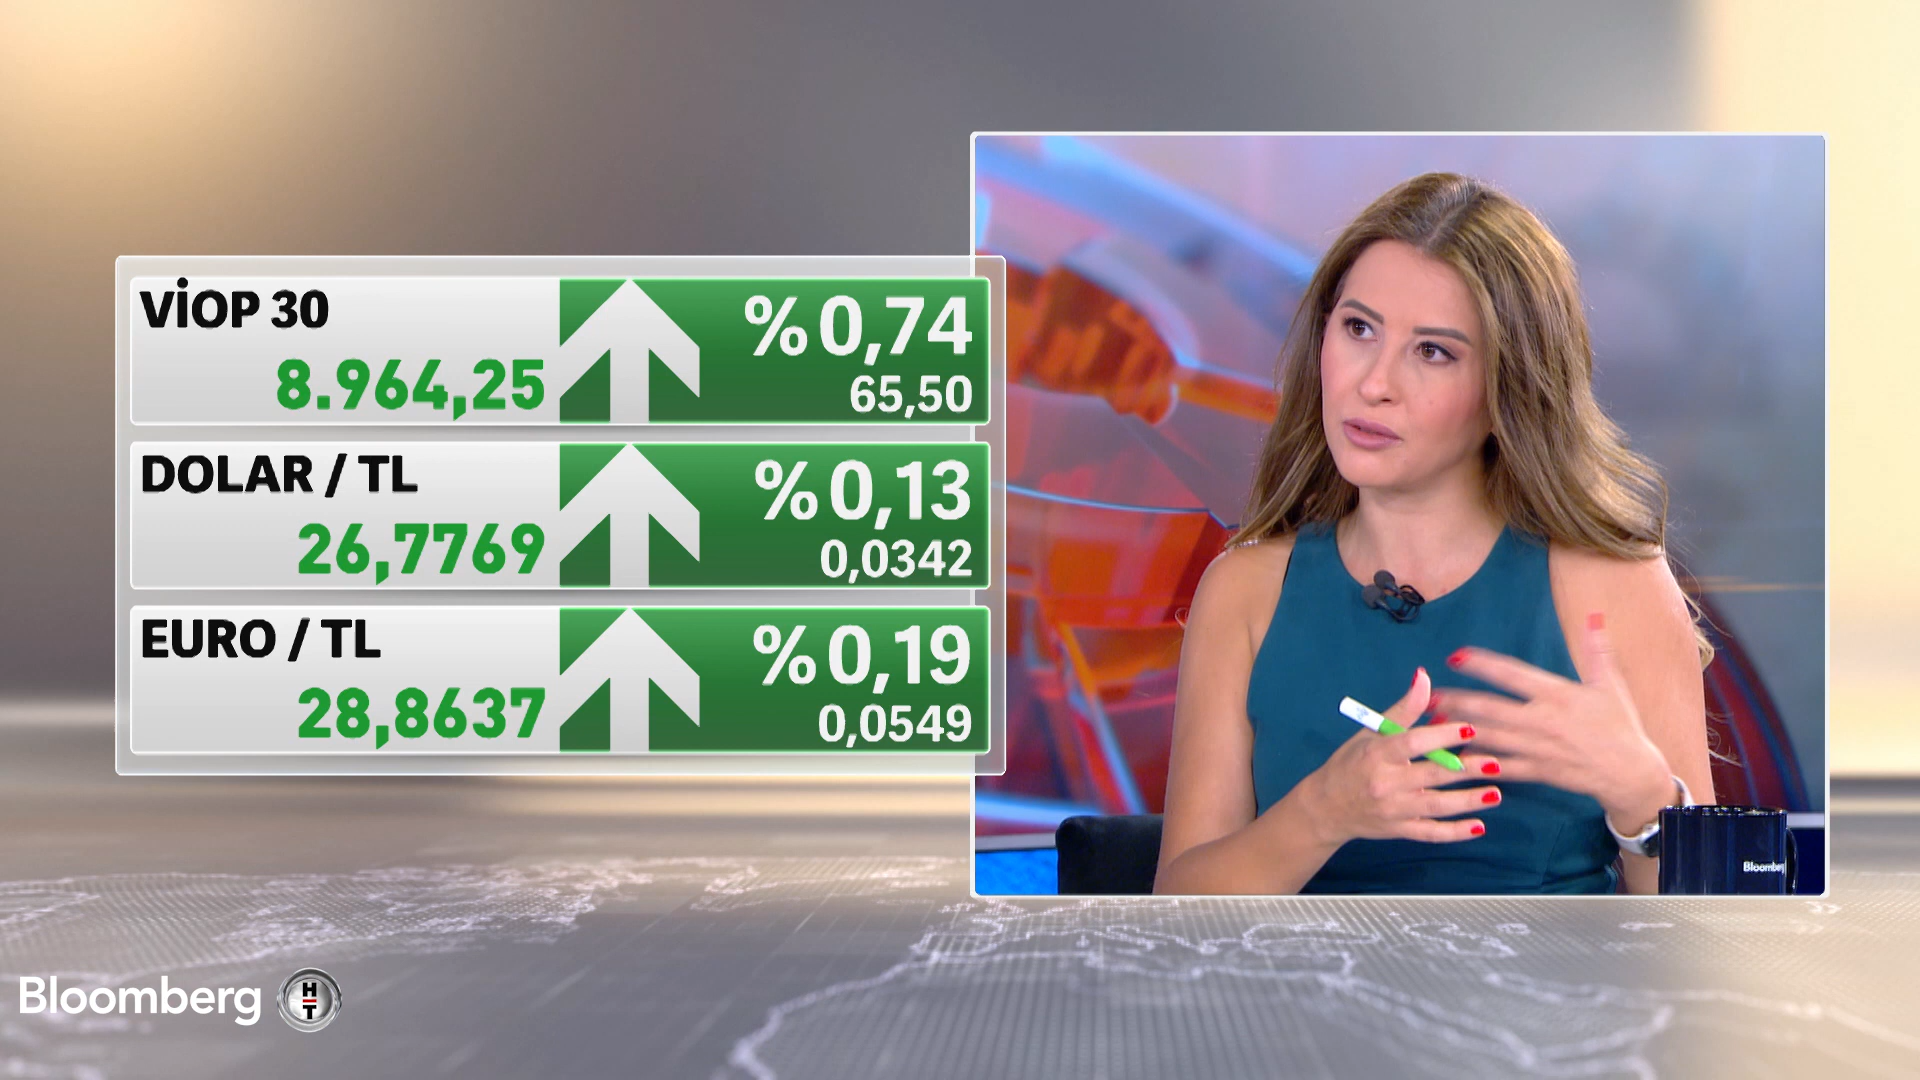 VİOP 30
8.964,25
%0,74
65,50
DOLAR / TL
26,7769
%0,13
0,0342
EURO / TL
28,8637
%0,19
0,0549
Bloomberg
Bloomberg HT